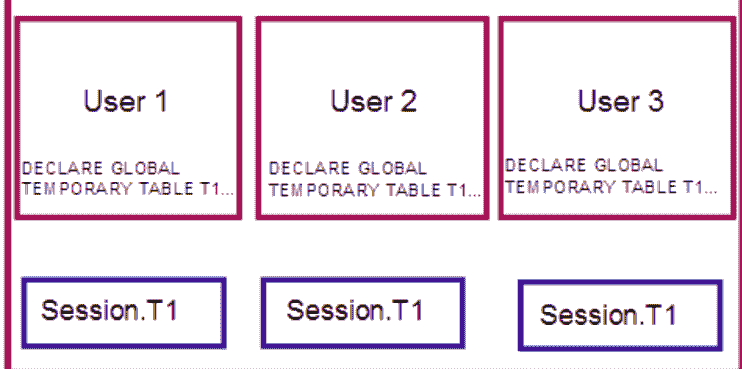 User 1
DECLARE GLOBAL
TEMPORARY TABLE T1...
User 2
DECLARE GLOBAL
TEMPORARY TABLE T1...
User 3
DECLARE GLOBAL
TEMPORARY TABLE T1...
Session.T1
Session.T1
Session.T1